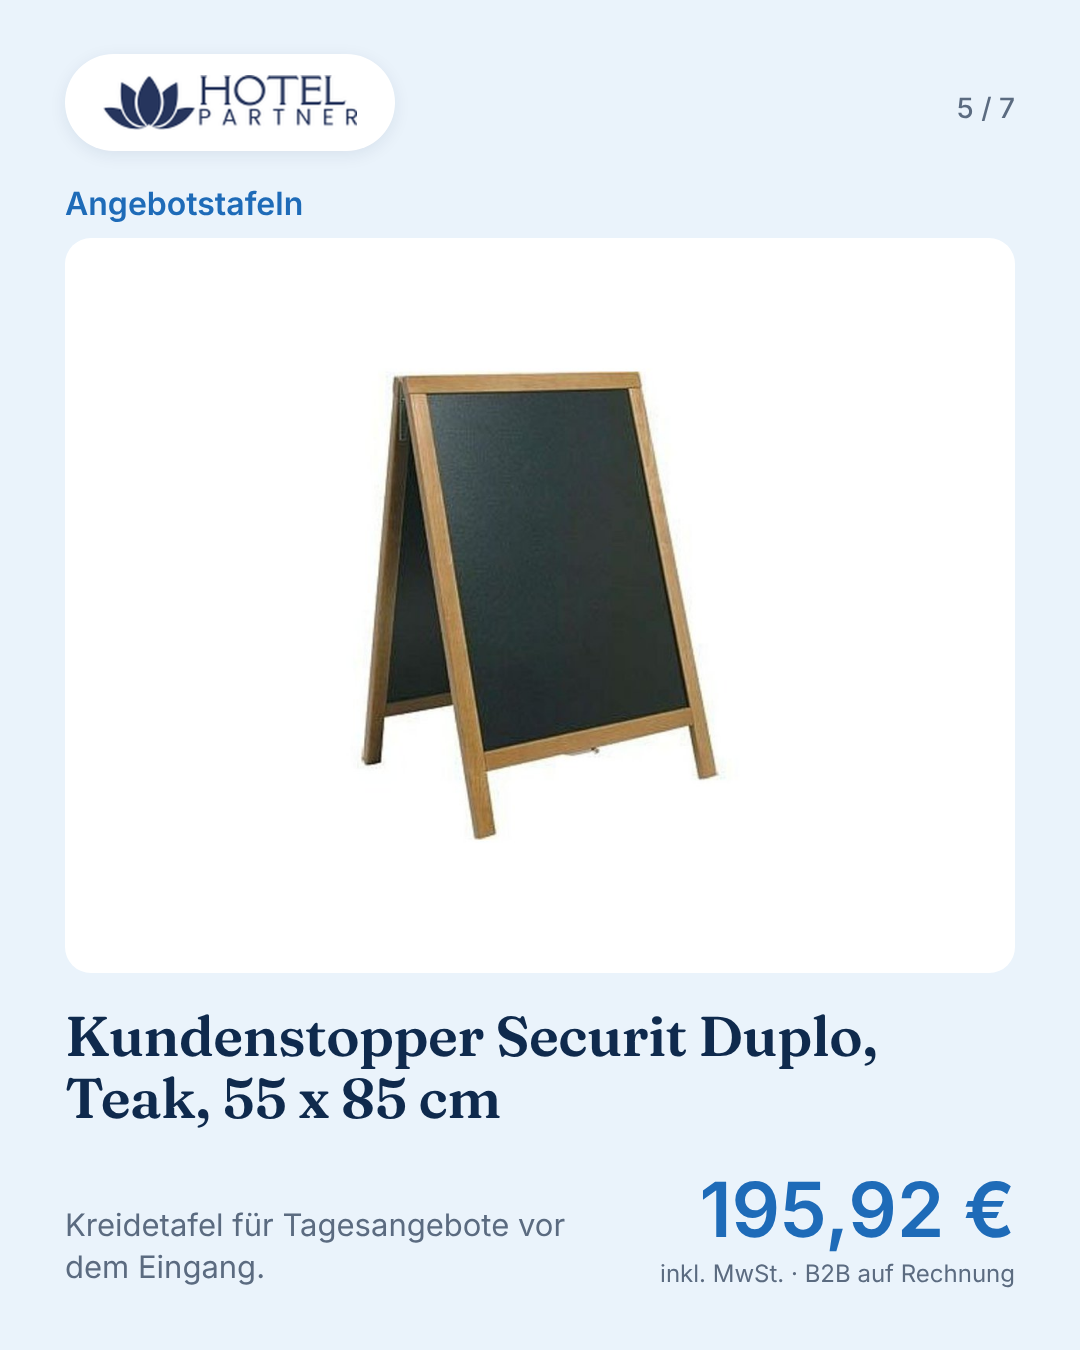 HOTEL
PARTNER
5 / 7
Angebotstafeln
Kundenstopper Securit Duplo,
Teak, 55 x 85 cm
Kreidetafel für Tagesangebote vor
dem Eingang.
195,92 €
inkl. MwSt. · B2B auf Rechnung